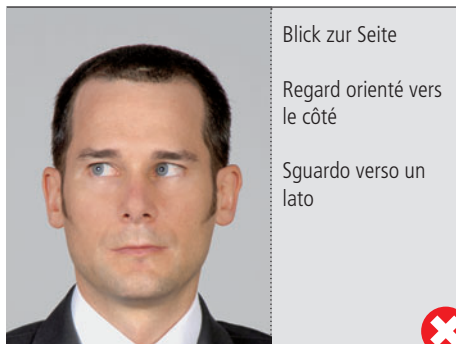 Blick zur Seite
Regard orienté vers
le côté
Sguardo verso un
lato